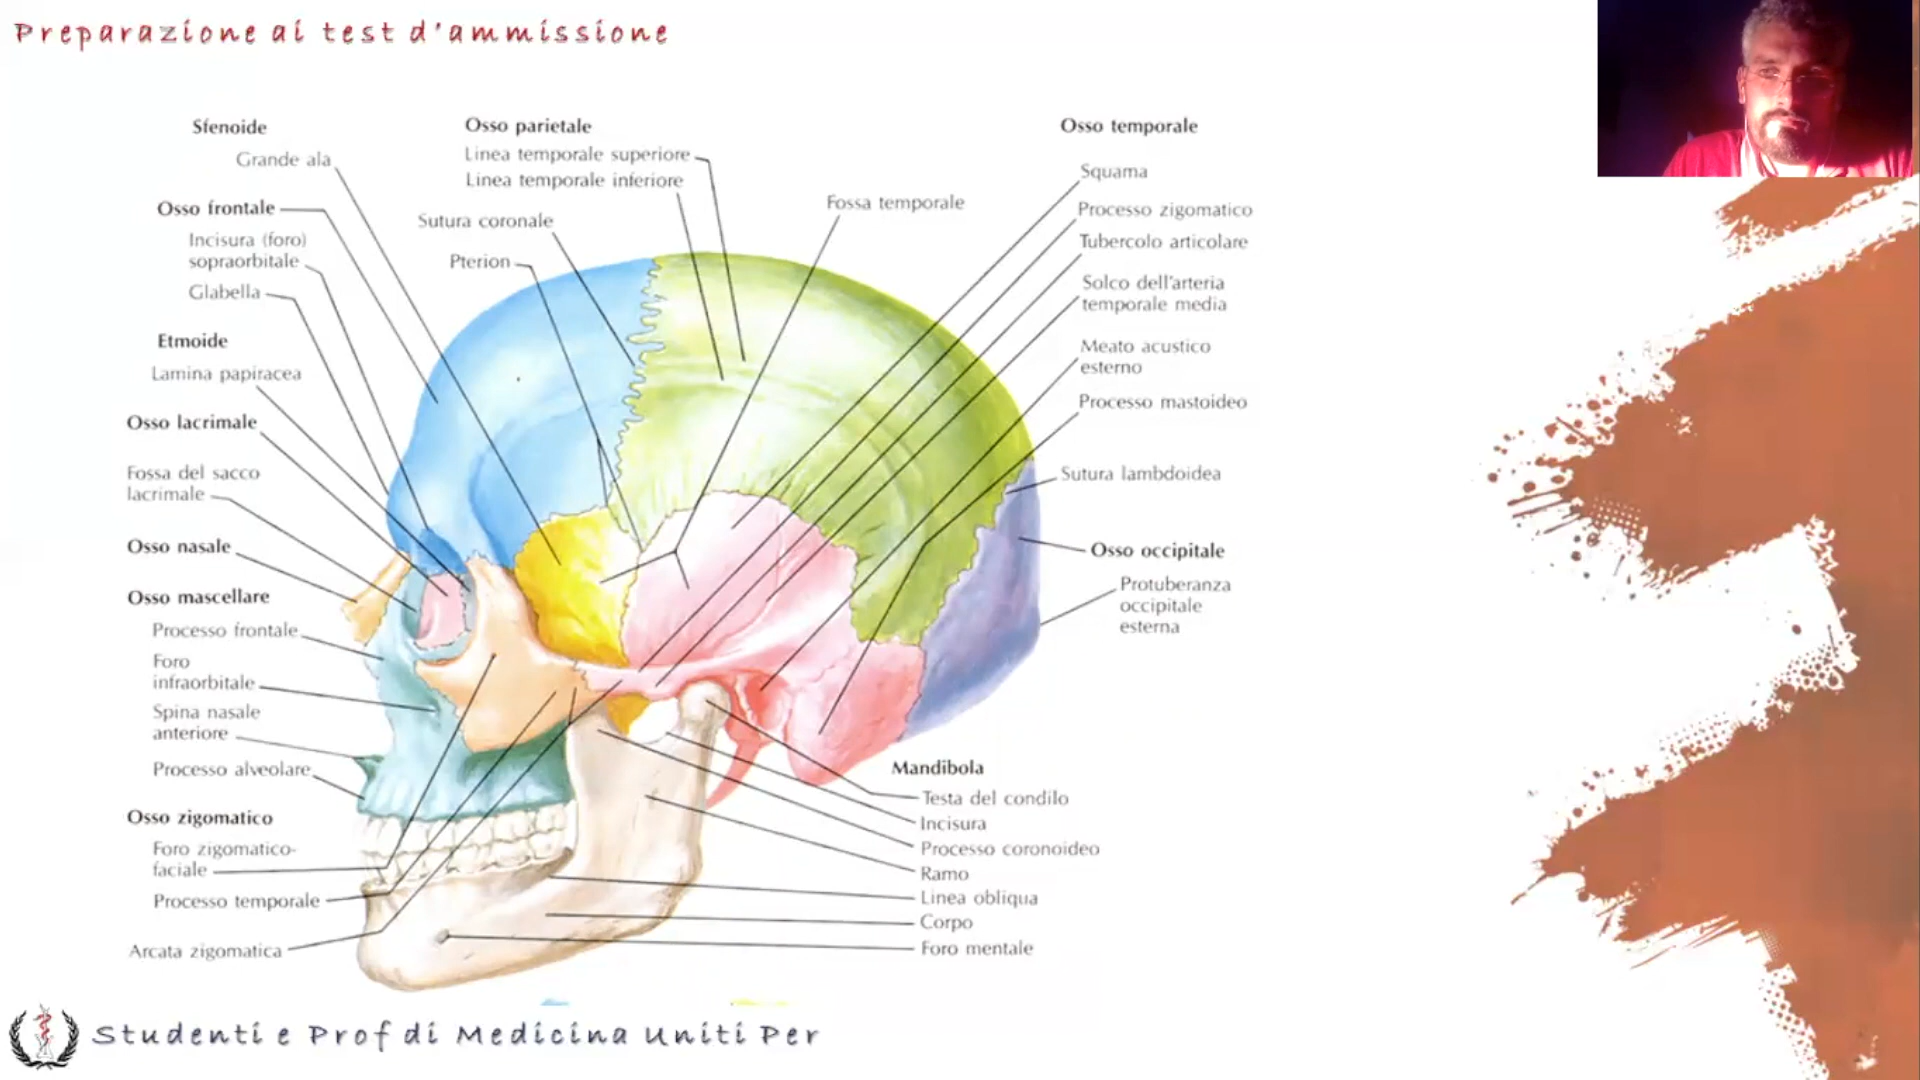 Preparazione ai test d'ammissione
Sfenoide
Grande ala
Osso frontale
Incisura (foro)
sopraorbitale
Glabella
Etmoide
Lamina papiracea
Osso lacrimale
Fossa del sacco
lacrimale
Osso nasale
Osso mascellare
Processo frontale
Foro
infraorbitale
Spina nasale
anteriore
Processo alveolare
Osso zigomatico
Foro zigomatico-
faciale
Processo temporale
Arcata zigomatica
Osso parietale
Linea temporale superiore
Linea temporale inferiore
Sutura coronale
Pterion
Fossa temporale
Osso temporale
Squama
Processo zigomatico
Tubercolo articolare
Solco dell'arteria
temporale media
Meato acustico
esterno
Processo mastoideo
Sutura lambdoidea
Osso occipitale
Protuberanza
occipitale
esterna
Mandibola
Testa del condilo
Incisura
Processo coronoideo
Ramo
Linea obliqua
Corpo
Foro mentale
Studenti e Prof di Medicina Uniti Per